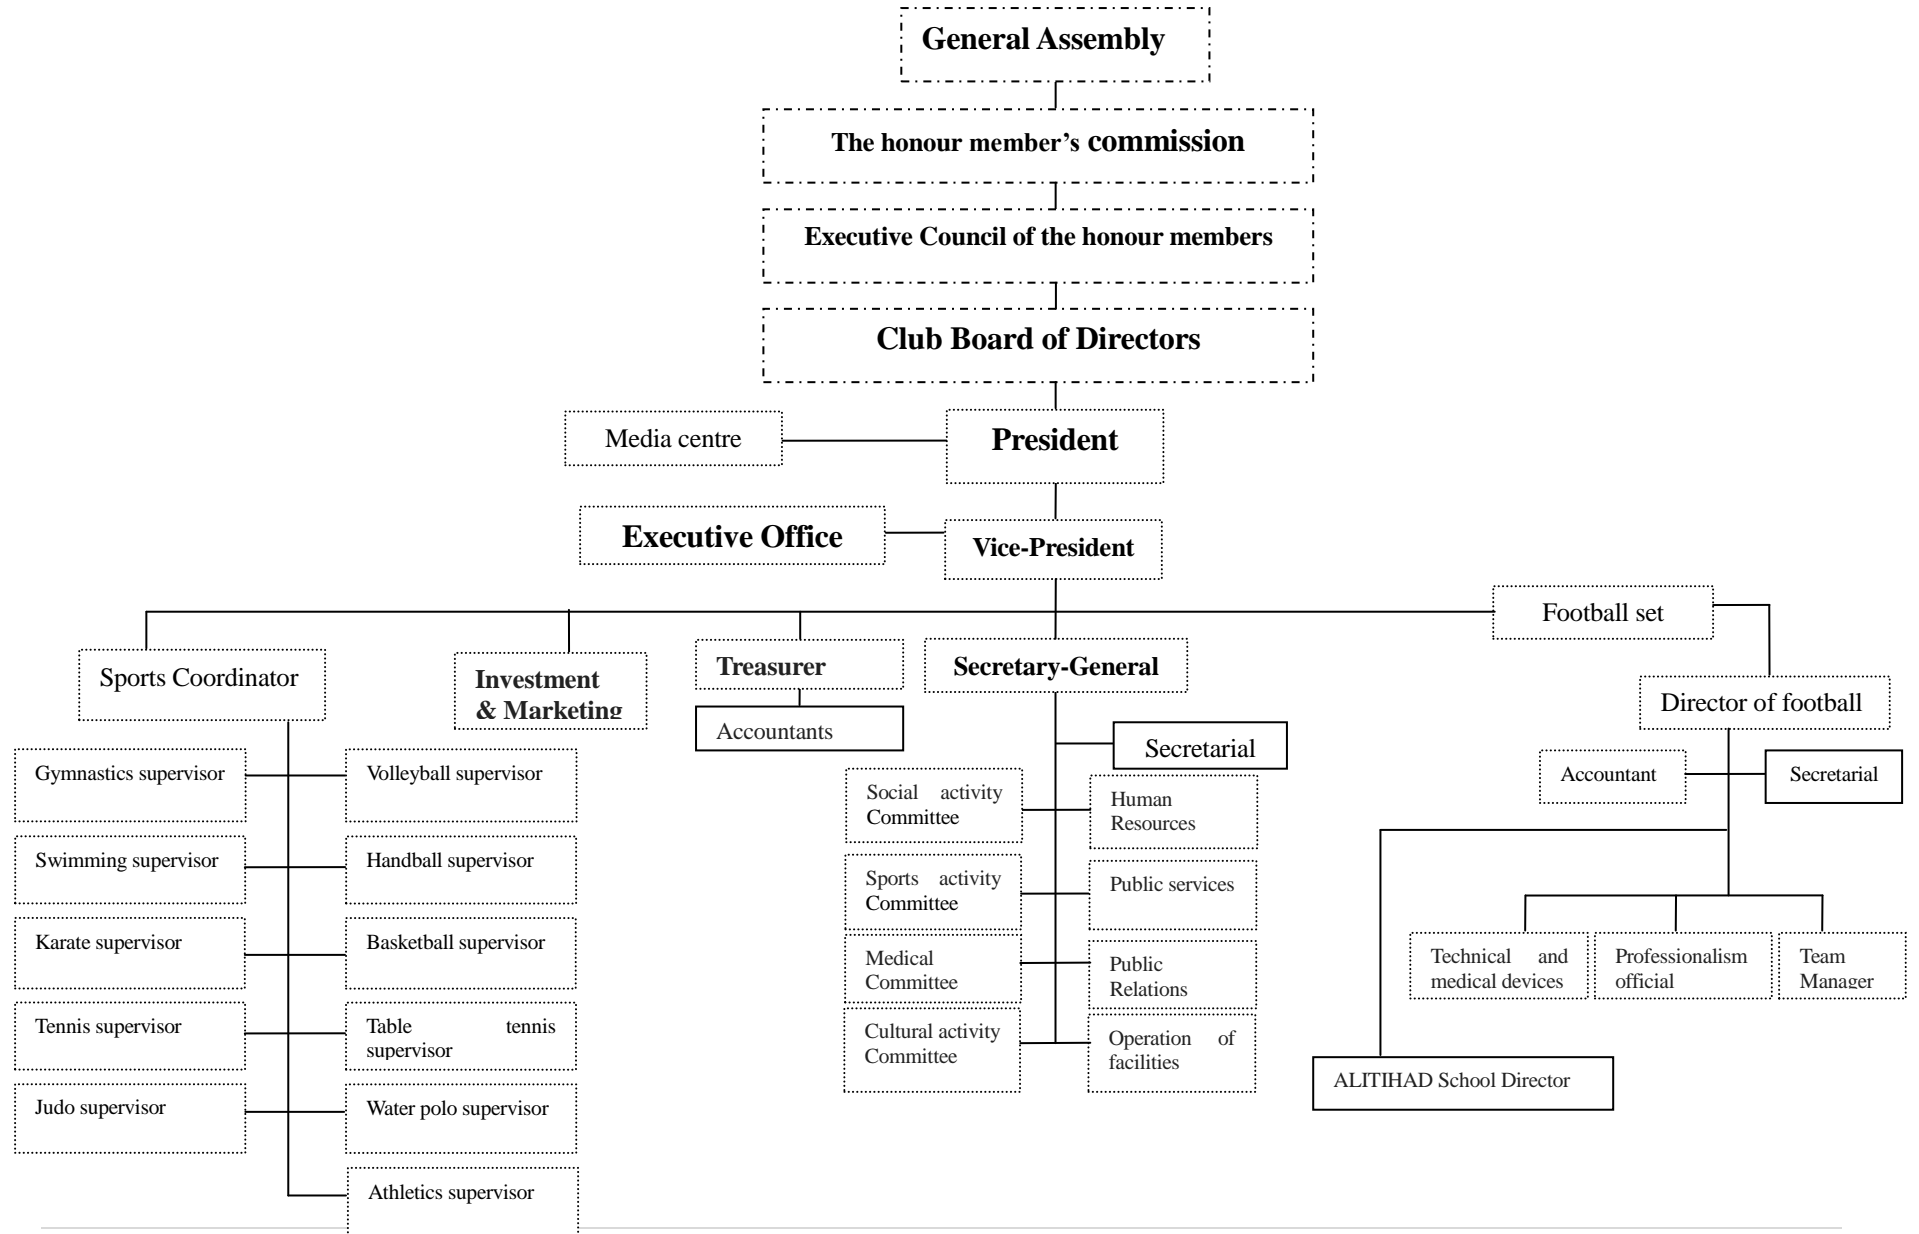 General Assembly
The honour member’s commission
Executive Council of the honour members
Club Board of Directors
Media centre
President
Executive Office
Vice-President
Football set
Sports Coordinator
Investment
& Marketing
Treasurer
Accountants
Secretary-General
Secretarial
Director of football
Accountant
Secretarial
Gymnastics supervisor
Volleyball supervisor
Swimming supervisor
Handball supervisor
Karate supervisor
Basketball supervisor
Tennis supervisor
Table tennis
supervisor
Judo supervisor
Water polo supervisor
Athletics supervisor
Social activity
Committee
Human
Resources
Sports activity
Committee
Public services
Medical
Committee
Public
Relations
Cultural activity
Committee
Operation of
facilities
Technical and
medical devices
Professionalism
official
Team
Manager
ALITIHAD School Director